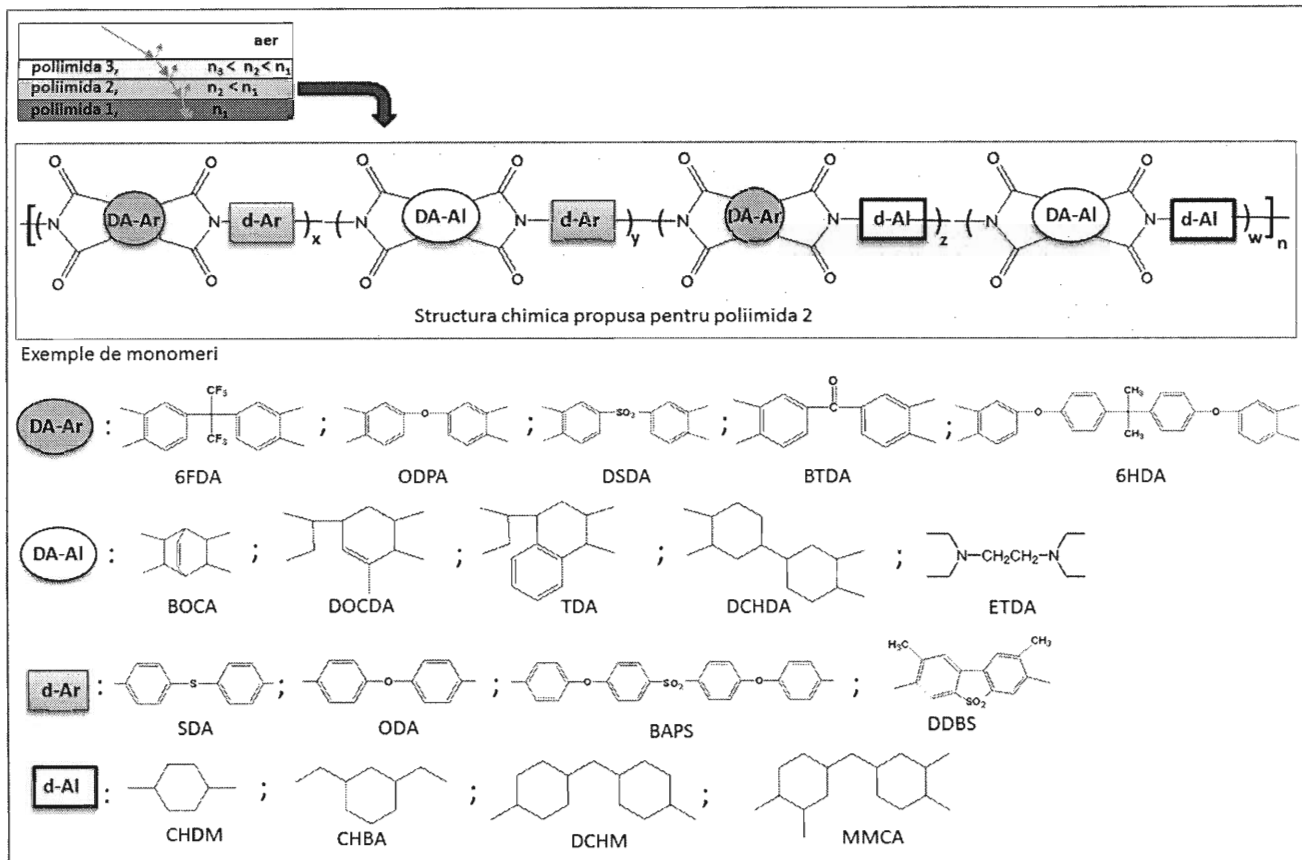 aer
poliimida 3, n3 < n2 < n1
poliimida 2, n2 < n1
poliimida 1, n1
O O O O O O O O
[( N DA-Ar N d-Ar )x ( N DA-Al N d-Ar )y ( N DA-Ar N d-Al )z ( N DA-Al N d-Al )w ]n
O O O O O O O O
Structura chimica propusa pentru poliimida 2
Exemple de monomeri
DA-Ar : CF3 CF3 ; O ; SO2 ; O ; O CH3 CH3 O
6FDA ODPA DSDA BTDA 6HDA
DA-Al : ; ; ; ; N—CH2CH2—N
BOCA DOCDA TDA DCHDA ETDA
d-Ar : S ; O ; O SO2 O ; H3C CH3 SO2
SDA ODA BAPS DDBS
d-Al : ; ; ;
CHDM CHBA DCHM MMCA